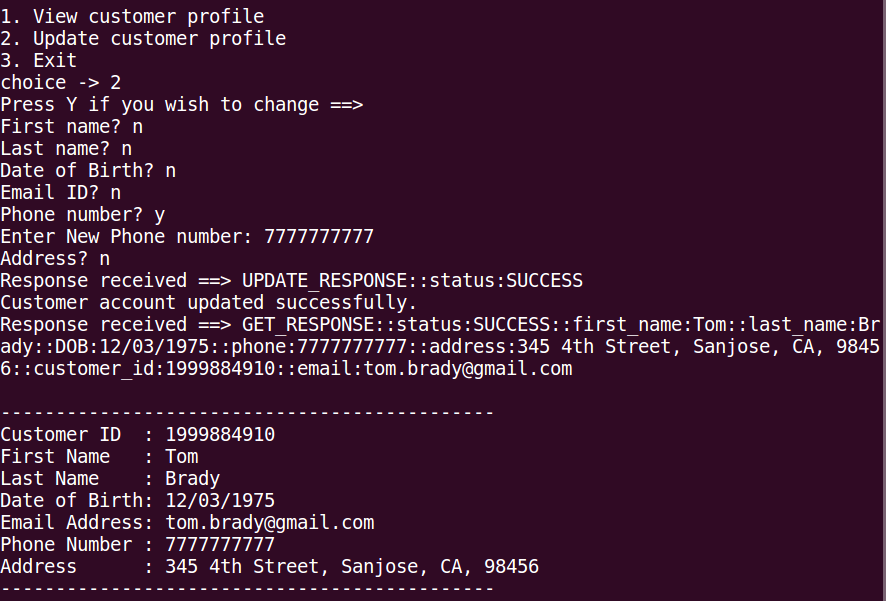 1. View customer profile
2. Update customer profile
3. Exit
choice -> 2
Press Y if you wish to change ==>
First name? n
Last name? n
Date of Birth? n
Email ID? n
Phone number? y
Enter New Phone number: 7777777777
Address? n
Response received ==> UPDATE_RESPONSE::status:SUCCESS
Customer account updated successfully.
Response received ==> GET_RESPONSE::status:SUCCESS::first_name:Tom::last_name:Br
ady::DOB:12/03/1975::phone:7777777777::address:345 4th Street, Sanjose, CA, 9845
6::customer_id:1999884910::email:tom.brady@gmail.com
---------------------------------------------
Customer ID  : 1999884910
First Name   : Tom
Last Name    : Brady
Date of Birth: 12/03/1975
Email Address: tom.brady@gmail.com
Phone Number : 7777777777
Address      : 345 4th Street, Sanjose, CA, 98456
---------------------------------------------